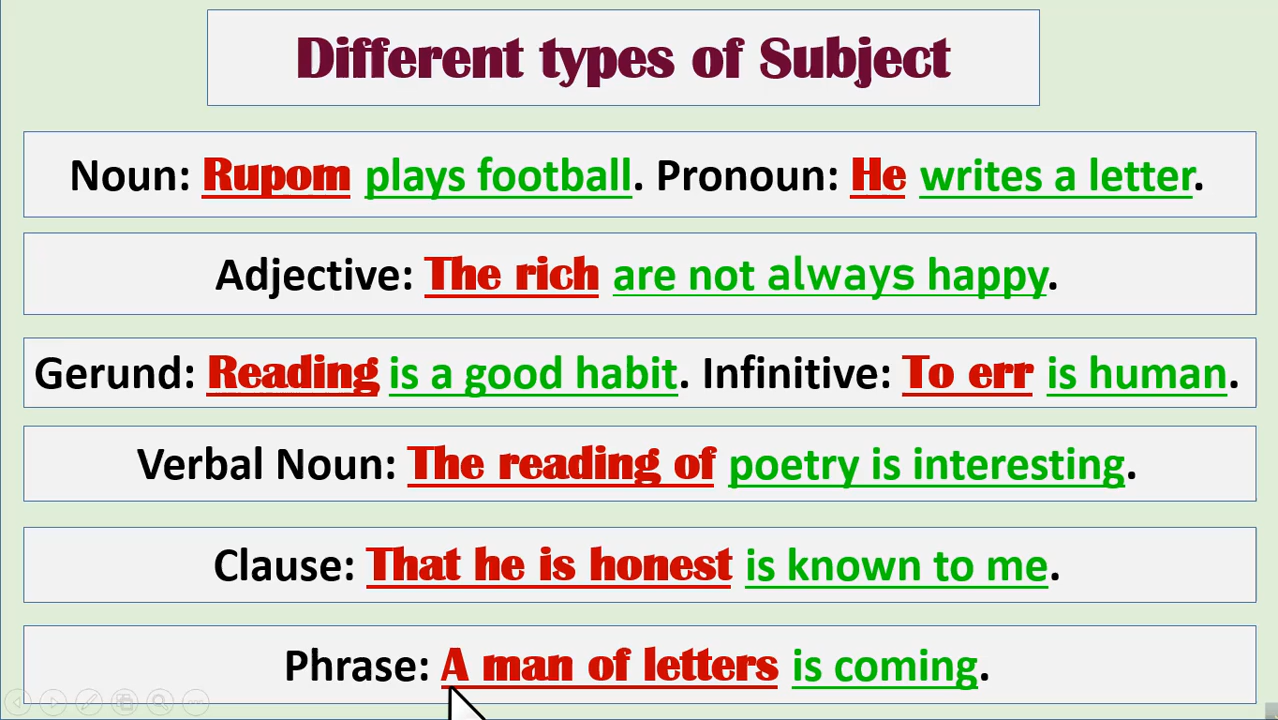 Different types of Subject
Noun: Rupom plays football. Pronoun: He writes a letter.
Adjective: The rich are not always happy.
Gerund: Reading is a good habit. Infinitive: To err is human.
Verbal Noun: The reading of poetry is interesting.
Clause: That he is honest is known to me.
Phrase: A man of letters is coming.